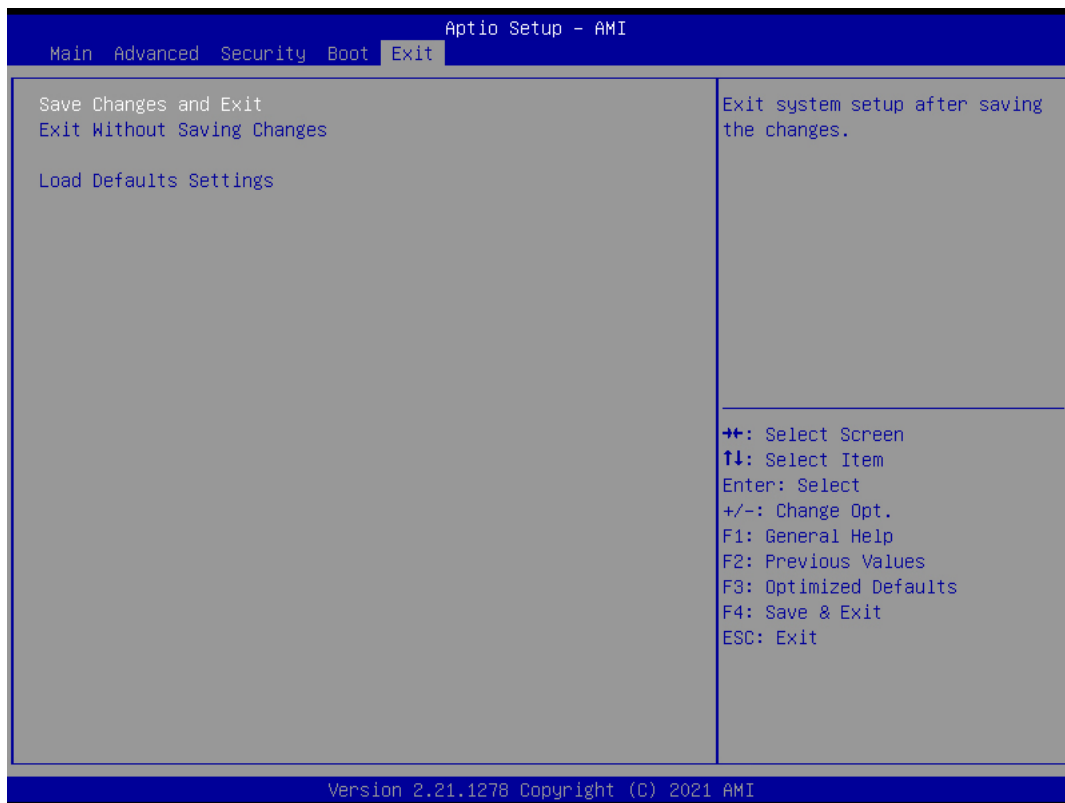 Aptio Setup – AMI
Main Advanced Security Boot Exit
Save Changes and Exit
Exit Without Saving Changes
Load Defaults Settings
Exit system setup after saving
the changes.
→←: Select Screen
↑↓: Select Item
Enter: Select
+/-: Change Opt.
F1: General Help
F2: Previous Values
F3: Optimized Defaults
F4: Save & Exit
ESC: Exit
Version 2.21.1278 Copyright (C) 2021 AMI